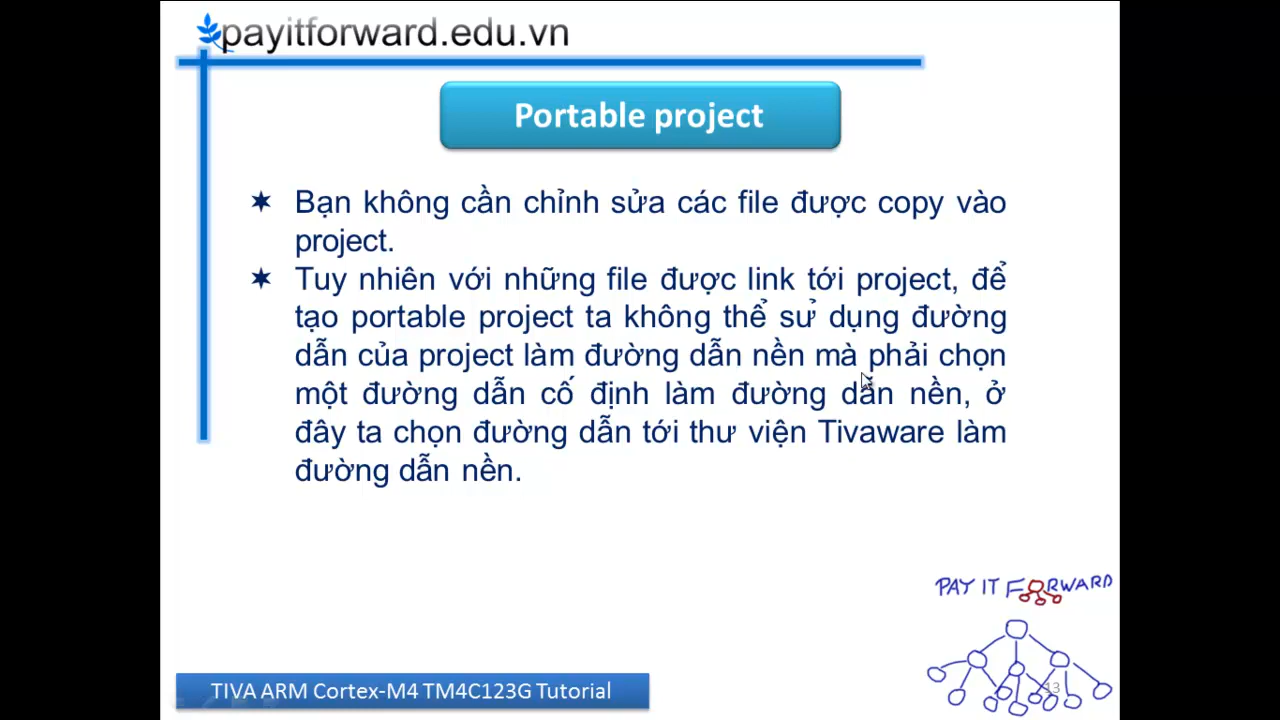 payitforward.edu.vn
Portable project
Bạn không cần chỉnh sửa các file được copy vào
project.
Tuy nhiên với những file được link tới project, để
tạo portable project ta không thể sử dụng đường
dẫn của project làm đường dẫn nền mà phải chọn
một đường dẫn cố định làm đường dẫn nền, ở
đây ta chọn đường dẫn tới thư viện Tivaware làm
đường dẫn nền.
PAY IT FORWARD
13
TIVA ARM Cortex-M4 TM4C123G Tutorial